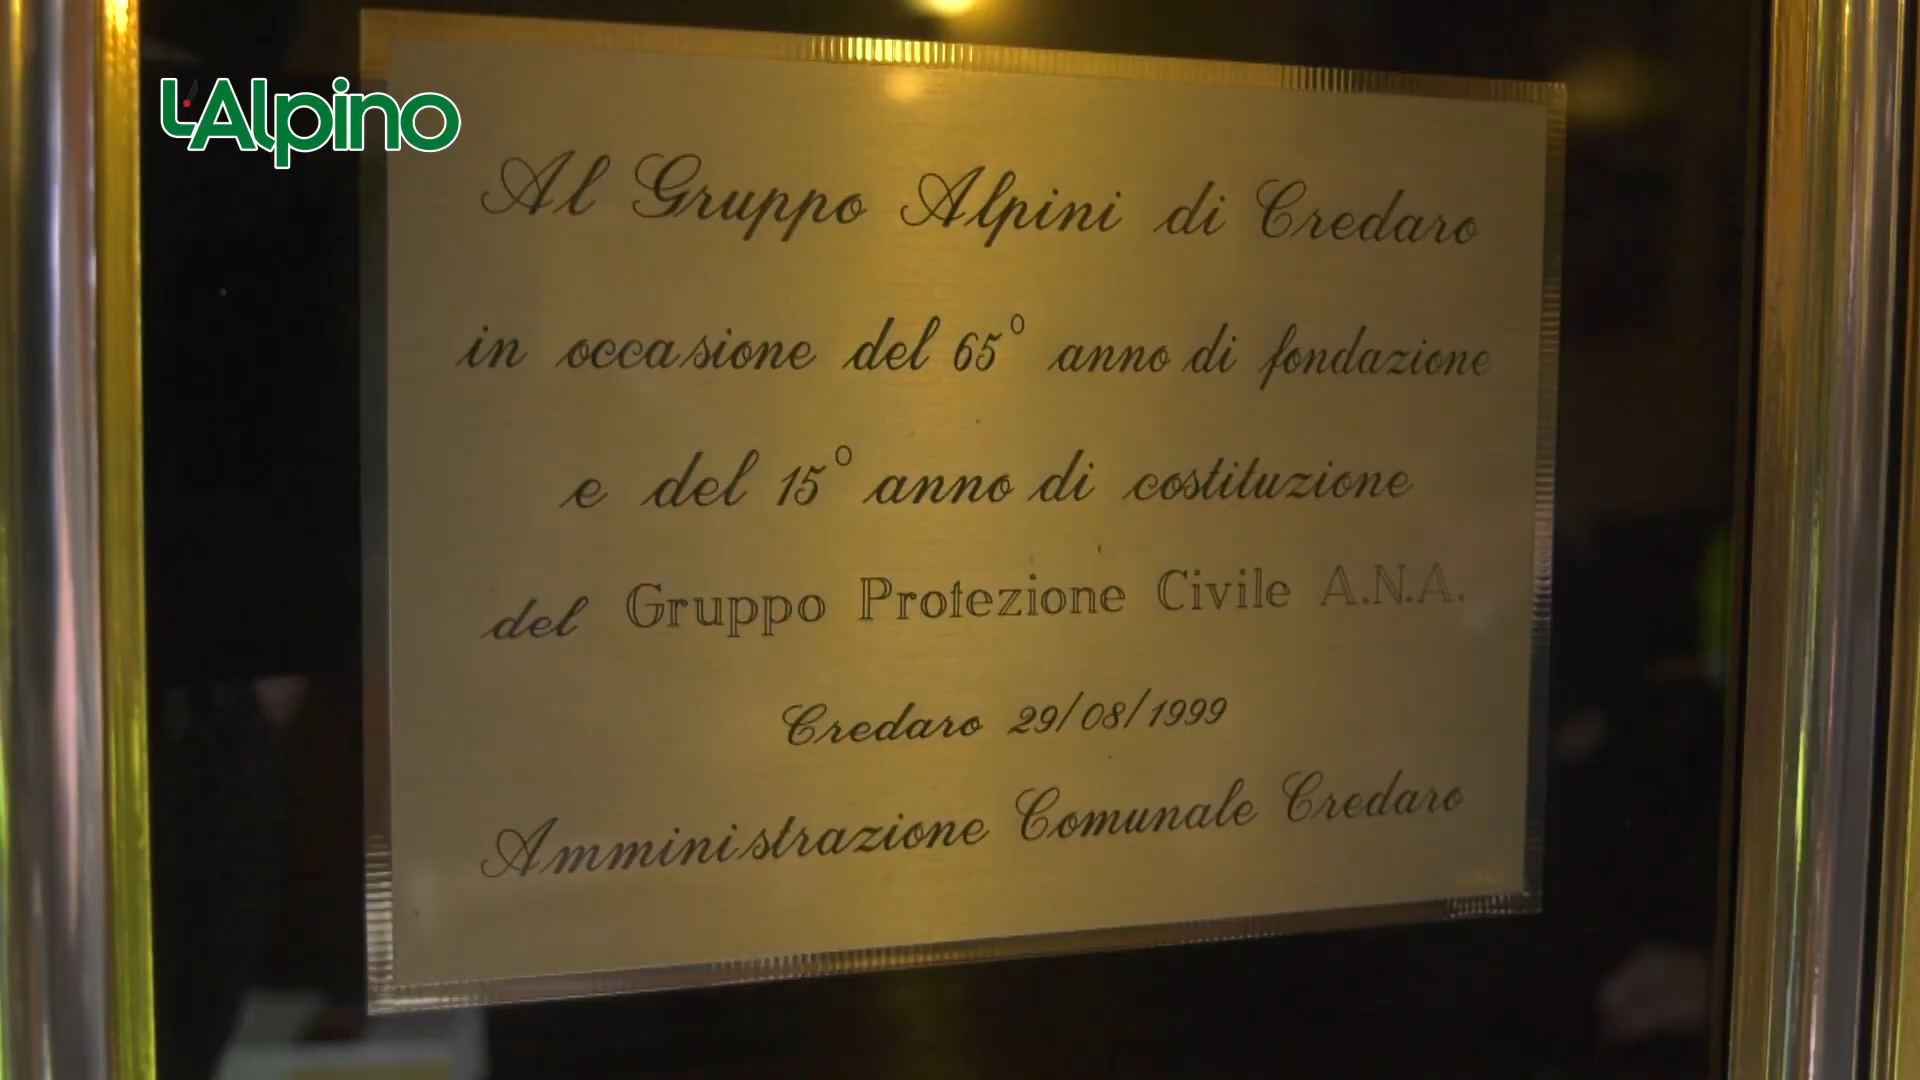 L'Alpino
Al Gruppo Alpini di Credaro
in occasione del 65° anno di fondazione
e del 15° anno di costituzione
del Gruppo Protezione Civile A.N.A.
Credaro 29/08/1999
Amministrazione Comunale Credaro